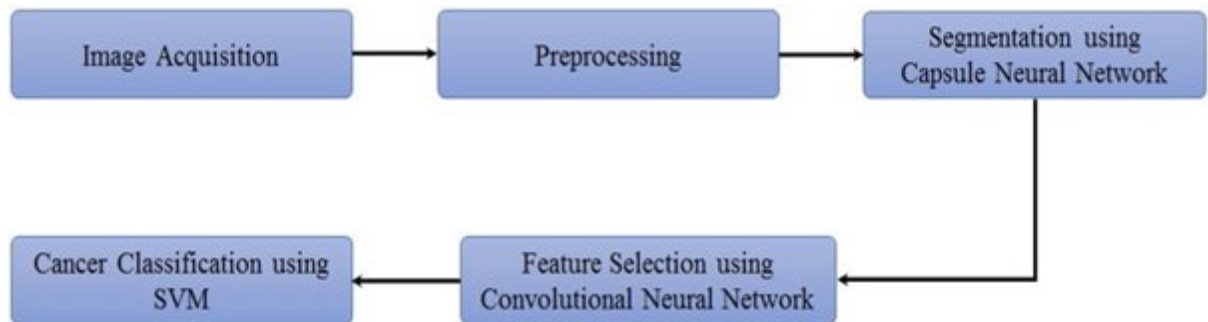 Image Acquisition
Preprocessing
Segmentation using
Capsule Neural Network
Feature Selection using
Convolutional Neural Network
Cancer Classification using
SVM